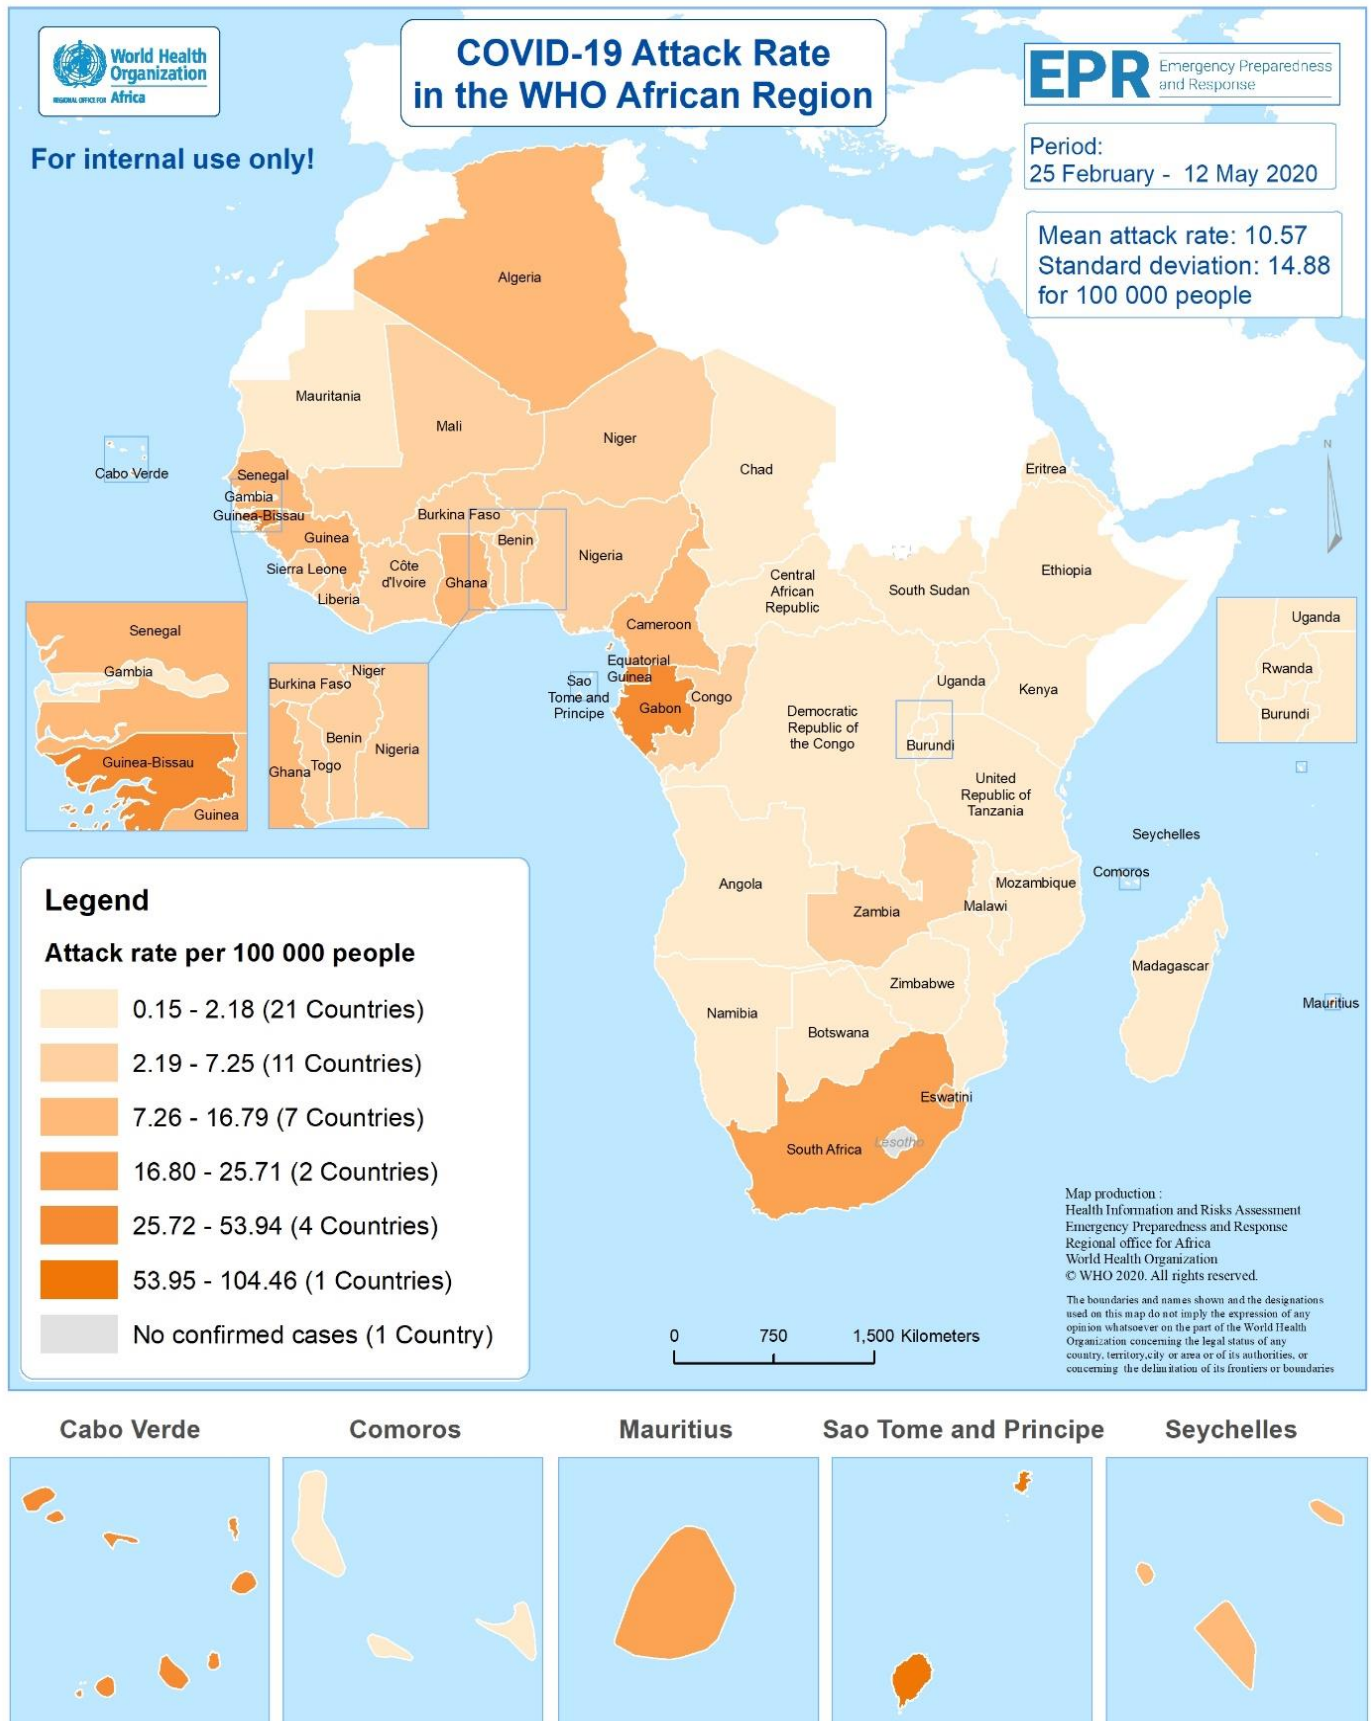 World Health
Organization
REGIONAL OFFICE FOR Africa
COVID-19 Attack Rate
in the WHO African Region
EPR
Emergency Preparedness
and Response
For internal use only!
Period:
25 February - 12 May 2020
Mean attack rate: 10.57
Standard deviation: 14.88
for 100 000 people
Algeria
Mauritania
Mali
Niger
Chad
Cabo Verde
Senegal
Gambia
Guinea-Bissau
Guinea
Sierra Leone
Liberia
Côte
d'Ivoire
Burkina Faso
Ghana
Benin
Nigeria
Eritrea
Ethiopia
Central
African
Republic
South Sudan
Cameroon
Equatorial
Guinea
Sao
Tome and
Principe
Gabon
Congo
Democratic
Republic of
the Congo
Uganda
Kenya
Burundi
United
Republic of
Tanzania
N
Senegal
Gambia
Guinea-Bissau
Guinea
Niger
Burkina Faso
Benin
Nigeria
Ghana
Togo
Uganda
Rwanda
Burundi
Seychelles
Comoros
Angola
Zambia
Mozambique
Malawi
Madagascar
Mauritius
Zimbabwe
Namibia
Botswana
Eswatini
South Africa
Lesotho
Legend
Attack rate per 100 000 people
0.15 - 2.18 (21 Countries)
2.19 - 7.25 (11 Countries)
7.26 - 16.79 (7 Countries)
16.80 - 25.71 (2 Countries)
25.72 - 53.94 (4 Countries)
53.95 - 104.46 (1 Countries)
No confirmed cases (1 Country)
0 750 1,500 Kilometers
Map production :
Health Information and Risks Assessment
Emergency Preparedness and Response
Regional office for Africa
World Health Organization
© WHO 2020. All rights reserved.
The boundaries and names shown and the designations
used on this map do not imply the expression of any
opinion whatsoever on the part of the World Health
Organization concerning the legal status of any
country, territory,city or area or of its authorities, or
concerning the delimitation of its frontiers or boundaries
Cabo Verde
Comoros
Mauritius
Sao Tome and Principe
Seychelles